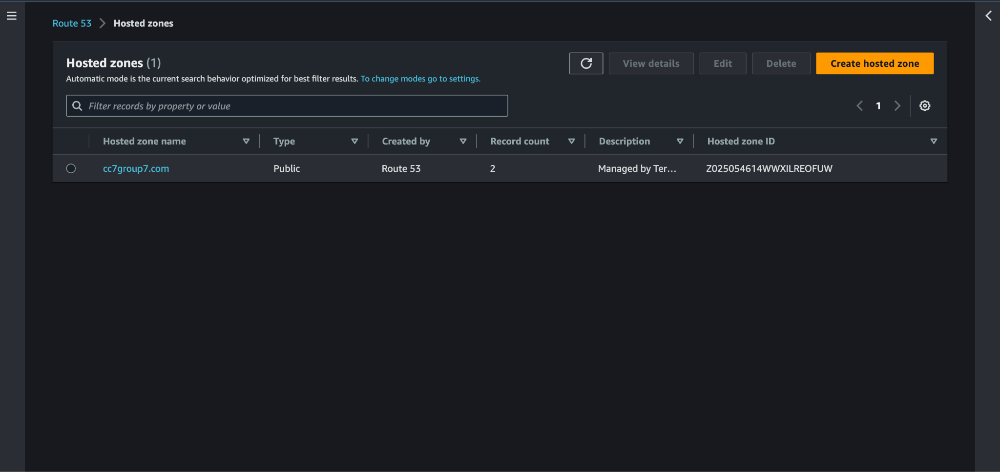 Route 53 > Hosted zones
Hosted zones (1)
Automatic mode is the current search behavior optimized for best filter results. To change modes go to settings.
View details Edit Delete Create hosted zone
Filter records by property or value
1
Hosted zone name Type Created by Record count Description Hosted zone ID
cc7group7.com Public Route 53 2 Managed by Ter... Z025054614WWXILREOFUW